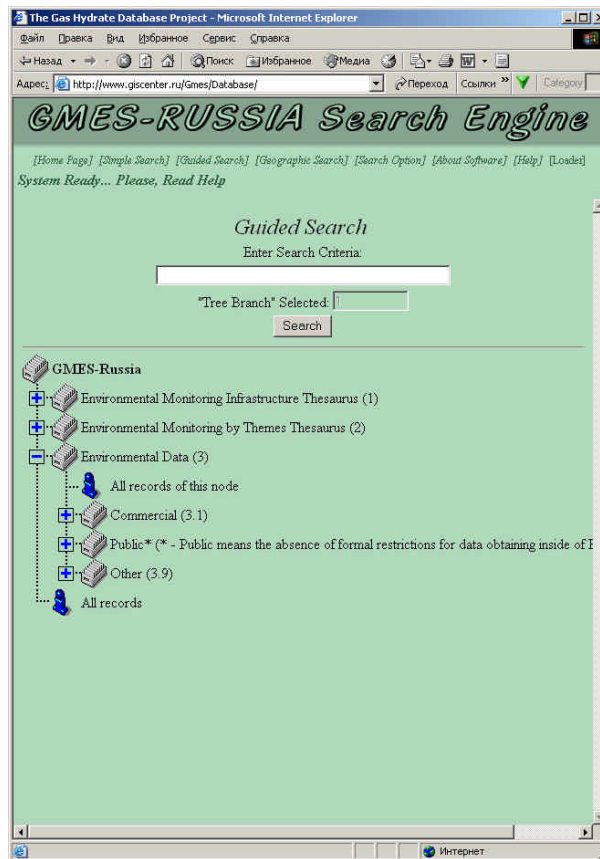 The Gas Hydrate Database Project - Microsoft Internet Explorer
Файл Правка Вид Избранное Сервис Справка
Назад Поиск Избранное Медиа
Адрес: http://www.giscenter.ru/Gmes/Database/ Переход Ссылки » Category
GMES-RUSSIA Search Engine
[Home Page] [Simple Search] [Guided Search] [Geographic Search] [Search Option] [About Software] [Help] [Loader]
System Ready... Please, Read Help
Guided Search
Enter Search Criteria:
"Tree Branch" Selected: 1
Search
GMES-Russia
Environmental Monitoring Infrastructure Thesaurus (1)
Environmental Monitoring by Themes Thesaurus (2)
Environmental Data (3)
All records of this node
Commercial (3.1)
Public* (* - Public means the absence of formal restrictions for data obtaining inside of
Other (3.9)
All records
Интернет